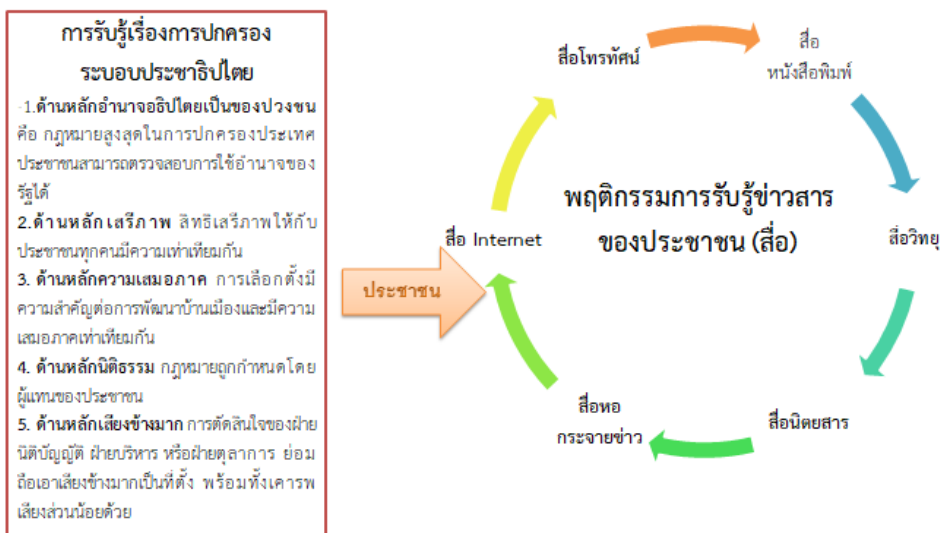 การรับรู้เรื่องการปกครอง
ระบอบประชาธิปไตย
-1.ด้านหลักอำนาจอธิปไตยเป็นของปวงชน
คือ กฎหมายสูงสุดในการปกครองประเทศ
ประชาชนสามารถตรวจสอบการใช้อำนาจของ
รัฐได้
2.ด้านหลักเสรีภาพ สิทธิเสรีภาพให้กับ
ประชาชนทุกคนมีความเท่าเทียมกัน
3. ด้านหลักความเสมอภาค การเลือกตั้งมี
ความสำคัญต่อการพัฒนาบ้านเมืองและมีความ
เสมอภาคเท่าเทียมกัน
4. ด้านหลักนิติธรรม กฎหมายถูกกำหนดโดย
ผู้แทนของประชาชน
5. ด้านหลักเสียงข้างมาก การตัดสินใจของฝ่าย
นิติบัญญัติ ฝ่ายบริหาร หรือฝ่ายตุลาการ ย่อม
ถือเอาเสียงข้างมากเป็นที่ตั้ง พร้อมทั้งเคารพ
เสียงส่วนน้อยด้วย
ประชาชน
พฤติกรรมการรับรู้ข่าวสาร
ของประชาชน (สื่อ)
สื่อโทรทัศน์
สื่อ
หนังสือพิมพ์
สื่อวิทยุ
สื่อนิตยสาร
สื่อหอ
กระจายข่าว
สื่อ Internet